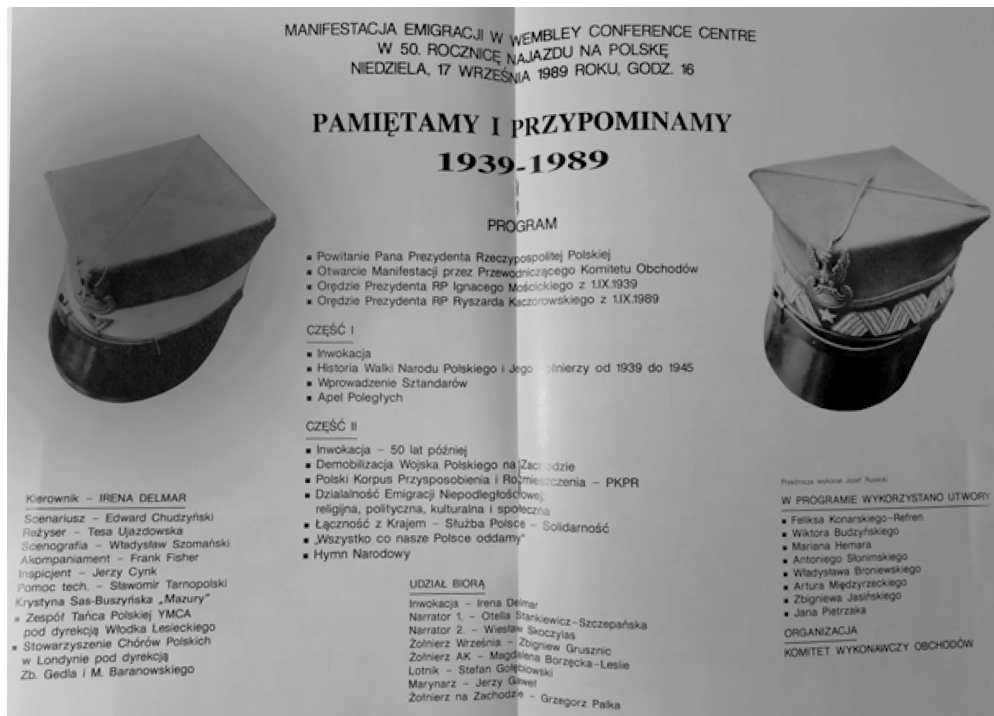 MANIFESTACJA EMIGRACJI W WEMBLEY CONFERENCE CENTRE
W 50. ROCZNICĘ NAJAZDU NA POLSKĘ
NIEDZIELA, 17 WRZEŚNIA 1989 ROKU, GODZ. 16
PAMIĘTAMY I PRZYPOMINAMY
1939-1989
PROGRAM
▪ Powitanie Pana Prezydenta Rzeczypospolitej Polskiej
▪ Otwarcie Manifestacji przez Przewodniczącego Komitetu Obchodów
▪ Orędzie Prezydenta RP Ignacego Mościckiego z 1.IX.1939
▪ Orędzie Prezydenta RP Ryszarda Kaczorowskiego z 1.IX.1989
CZĘŚĆ I
▪ Inwokacja
▪ Historia Walki Narodu Polskiego i Jego Żołnierzy od 1939 do 1945
▪ Wprowadzenie Sztandarów
▪ Apel Poległych
CZĘŚĆ II
▪ Inwokacja – 50 lat później
▪ Demobilizacja Wojska Polskiego na Zachodzie
▪ Polski Korpus Przysposobienia i Rozmieszczenia – PKPR
▪ Działalność Emigracji Niepodległościowej:
religijna, polityczna, kulturalna i społeczna
▪ Łączność z Krajem – Służba Polsce – Solidarność
▪ „Wszystko co nasze Polsce oddamy"
▪ Hymn Narodowy
Kierownik – IRENA DELMAR
Scenariusz – Edward Chudzyński
Reżyser – Tesa Ujazdowska
Scenografia – Władysław Szomański
Akompaniament – Frank Fisher
Inspicjent – Jerzy Cynk
Pomoc tech. – Sławomir Tarnopolski
Krystyna Sas-Buszyńska „Mazury"
▪ Zespół Tańca Polskiej YMCA
pod dyrekcją Włodka Lesieckiego
▪ Stowarzyszenie Chórów Polskich
w Londynie pod dyrekcją
Zb. Gedla i M. Baranowskiego
UDZIAŁ BIORĄ
Inwokacja – Irena Delmar
Narrator 1. – Otella Stankiewicz-Szczepańska
Narrator 2. – Wiesław Skoczylas
Żołnierz Września – Zbigniew Grusznic
Żołnierz AK – Magdalena Borzęcka-Leslie
Lotnik – Stefan Gołębiowski
Marynarz – Jerzy Gaweł
Żołnierz na Zachodzie – Grzegorz Palka
Przeźrocza wykonał Józef Rusecki
W PROGRAMIE WYKORZYSTANO UTWORY
▪ Feliksa Konarskiego-Refren
▪ Wiktora Budzyńskiego
▪ Mariana Hemara
▪ Antoniego Słonimskiego
▪ Władysława Broniewskiego
▪ Artura Międzyrzeckiego
▪ Zbigniewa Jasińskiego
▪ Jana Pietrzaka
ORGANIZACJA
KOMITET WYKONAWCZY OBCHODÓW